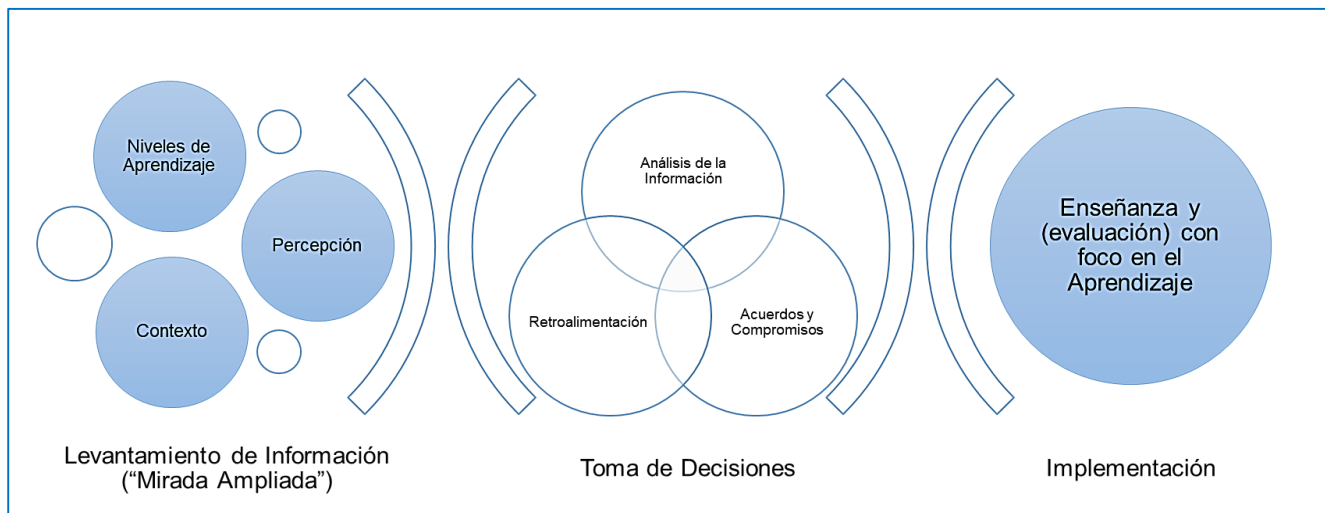 Niveles de
Aprendizaje
Percepción
Contexto
Levantamiento de Información
(“Mirada Ampliada”)
Análisis de la
Información
Retroalimentación
Acuerdos y
Compromisos
Toma de Decisiones
Enseñanza y
(evaluación) con
foco en el
Aprendizaje
Implementación